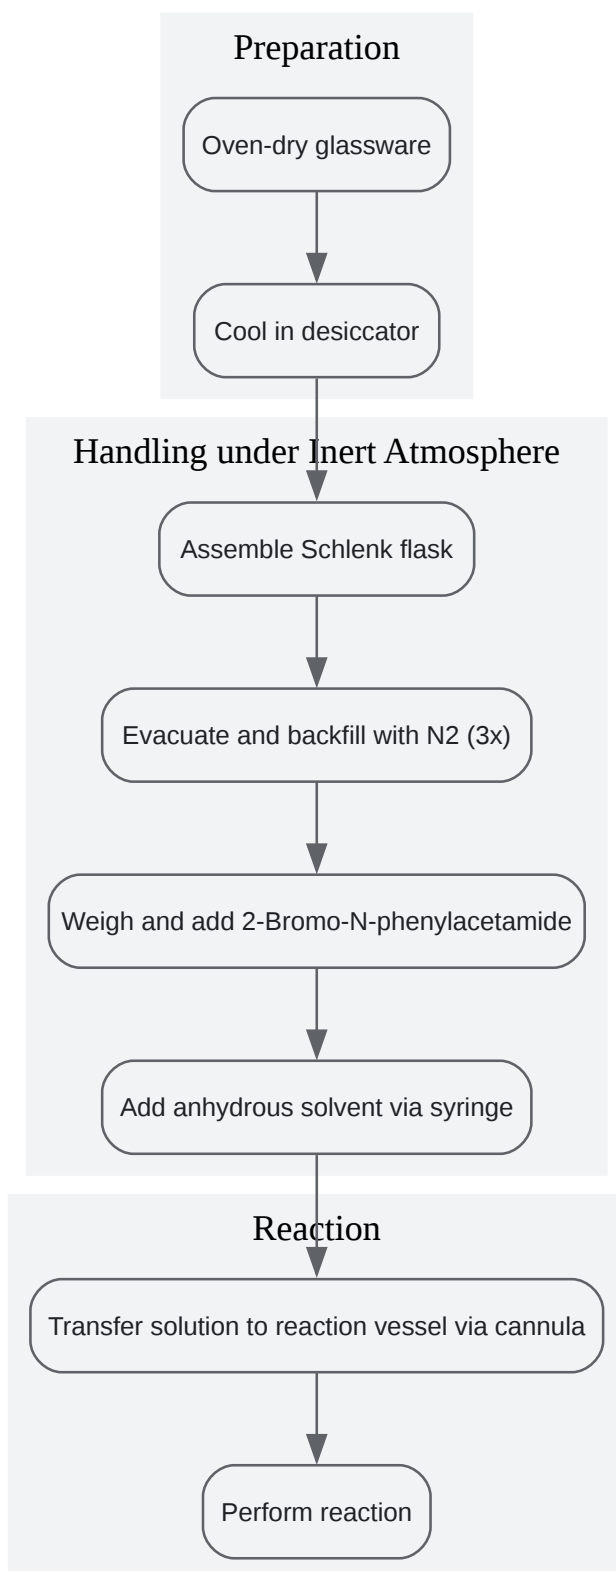 Preparation
Oven-dry glassware
Cool in desiccator
Handling under Inert Atmosphere
Assemble Schlenk flask
Evacuate and backfill with N2 (3x)
Weigh and add 2-Bromo-N-phenylacetamide
Add anhydrous solvent via syringe
Reaction
Transfer solution to reaction vessel via cannula
Perform reaction